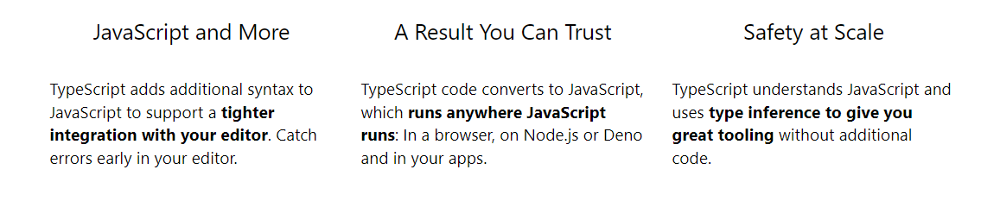 JavaScript and More
TypeScript adds additional syntax to
JavaScript to support a tighter
integration with your editor. Catch
errors early in your editor.
A Result You Can Trust
TypeScript code converts to JavaScript,
which runs anywhere JavaScript
runs: In a browser, on Node.js or Deno
and in your apps.
Safety at Scale
TypeScript understands JavaScript and
uses type inference to give you
great tooling without additional
code.